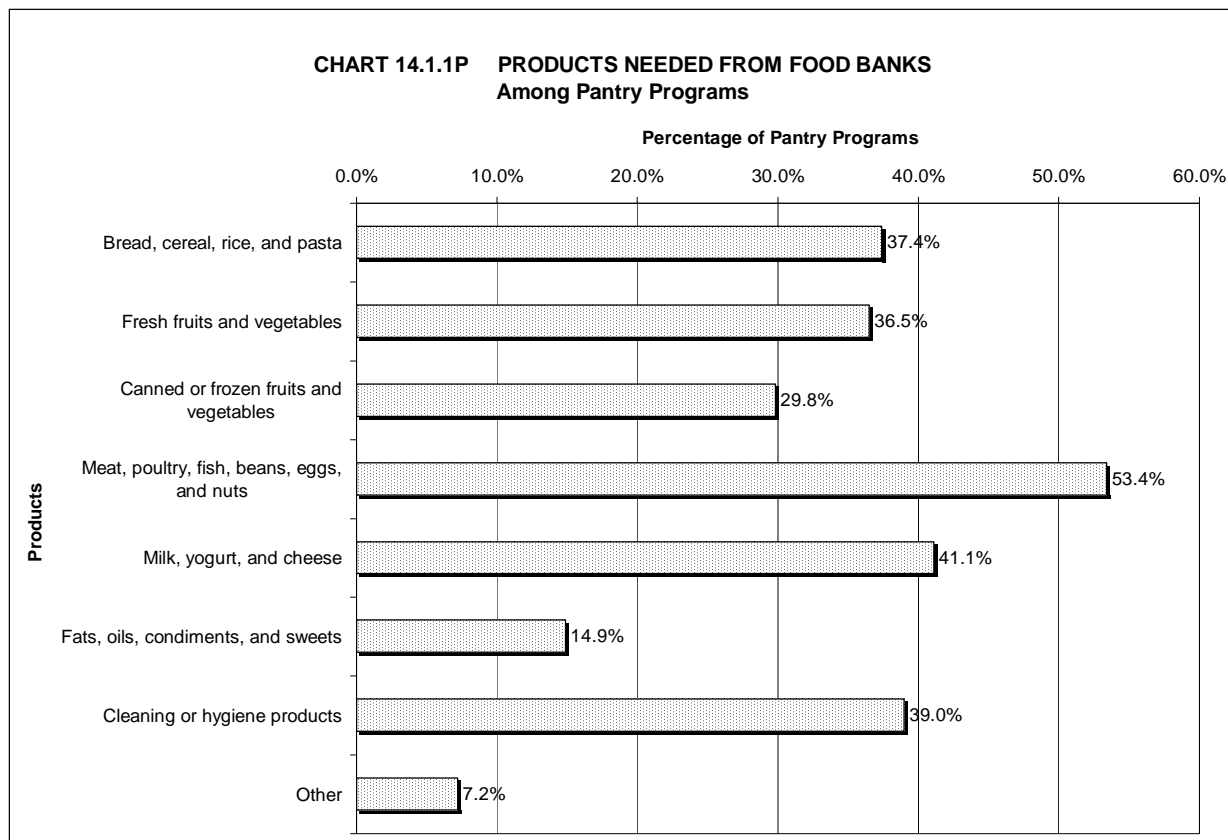 CHART 14.1.1P PRODUCTS NEEDED FROM FOOD BANKS
Among Pantry Programs
Percentage of Pantry Programs
0.0% 10.0% 20.0% 30.0% 40.0% 50.0% 60.0%
Products
Bread, cereal, rice, and pasta 37.4%
Fresh fruits and vegetables 36.5%
Canned or frozen fruits and
vegetables 29.8%
Meat, poultry, fish, beans, eggs,
and nuts 53.4%
Milk, yogurt, and cheese 41.1%
Fats, oils, condiments, and sweets 14.9%
Cleaning or hygiene products 39.0%
Other 7.2%